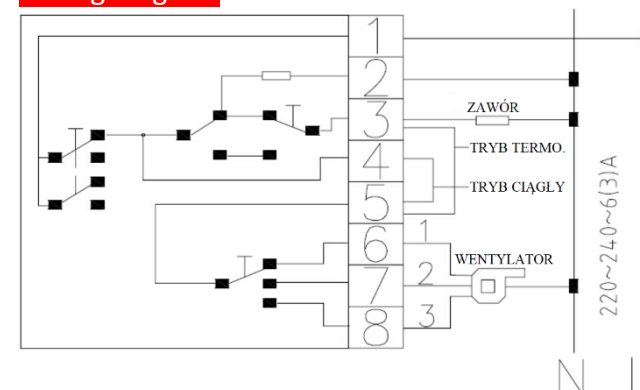 1
2
3
ZAWÓR
TRYB TERMO.
4
TRYB CIĄGŁY
5
6
1
7
2
WENTYLATOR
8
3
220~240~6(3)A
N